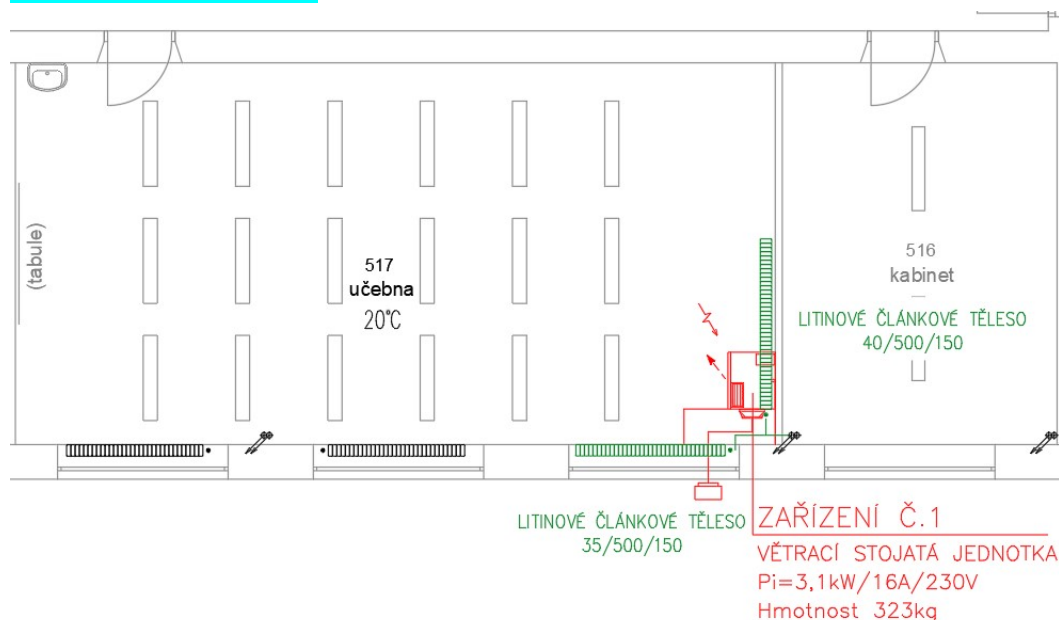 (tabule)
517
učebna
20°C
516
kabinet
LITINOVÉ ČLÁNKOVÉ TĚLESO
40/500/150
LITINOVÉ ČLÁNKOVÉ TĚLESO
35/500/150
ZAŘÍZENÍ Č.1
VĚTRACÍ STOJATÁ JEDNOTKA
Pi=3,1kW/16A/230V
Hmotnost 323kg